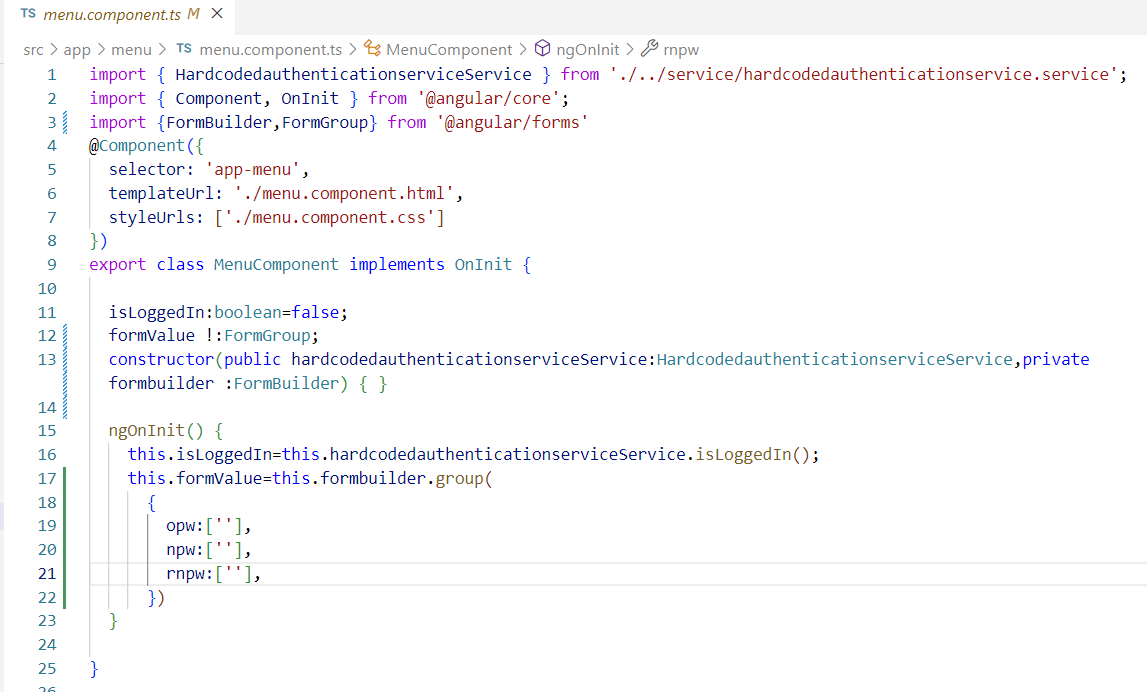 TS menu.component.ts M ×
src > app > menu > TS menu.component.ts > MenuComponent > ngOnInit > rnpw
1 import { HardcodedauthenticationserviceService } from './../service/hardcodedauthenticationservice.service';
2 import { Component, OnInit } from '@angular/core';
3 import {FormBuilder,FormGroup} from '@angular/forms'
4 @Component({
5 selector: 'app-menu',
6 templateUrl: './menu.component.html',
7 styleUrls: ['./menu.component.css']
8 })
9 export class MenuComponent implements OnInit {
10
11 isLoggedIn:boolean=false;
12 formValue !:FormGroup;
13 constructor(public hardcodedauthenticationserviceService:HardcodedauthenticationserviceService,private
formbuilder :FormBuilder) { }
14
15 ngOnInit() {
16 this.isLoggedIn=this.hardcodedauthenticationserviceService.isLoggedIn();
17 this.formValue=this.formbuilder.group(
18 {
19 opw:[''],
20 npw:[''],
21 rnpw:[''],
22 })
23 }
24
25 }
26